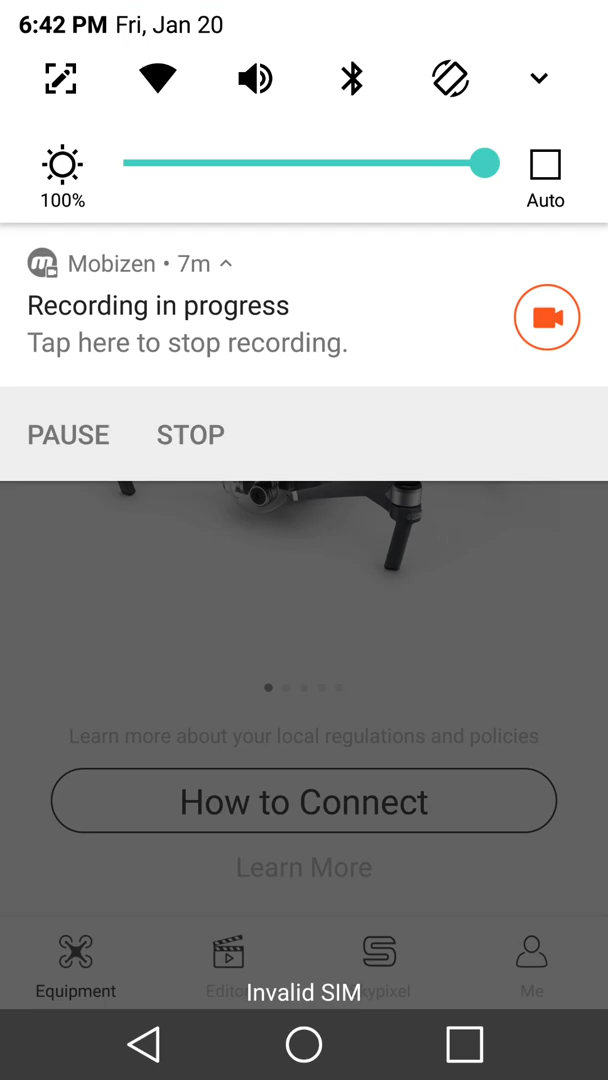 6:42 PM Fri, Jan 20
100%
Auto
Mobizen • 7m
Recording in progress
Tap here to stop recording.
PAUSE STOP
Learn more about your local regulations and policies
How to Connect
Learn More
Equipment Me
Invalid SIM